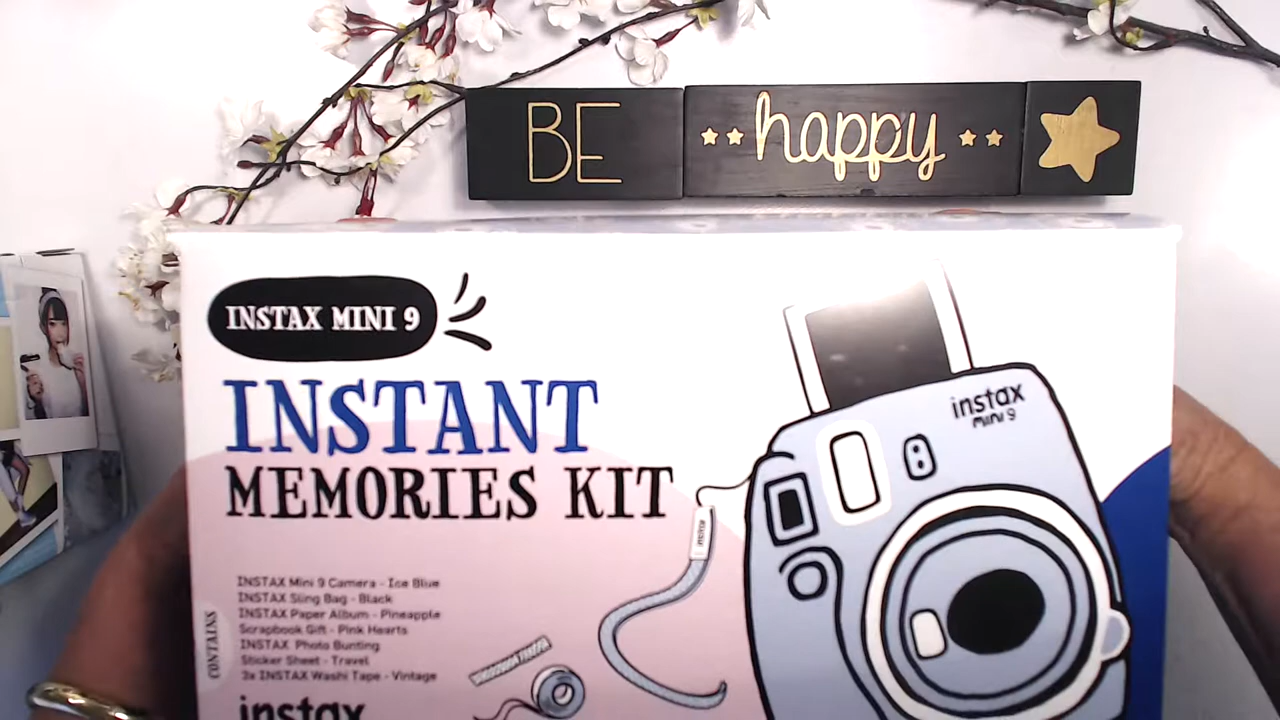 BE happy
INSTAX MINI 9
INSTANT
MEMORIES KIT
instax
mini 9
instax
CONTAINS
INSTAX Mini 9 Camera - Ice Blue
INSTAX Sling Bag - Black
INSTAX Paper Album - Pineapple
Scrapbook Gift - Pink Hearts
INSTAX Photo Bunting
Sticker Sheet - Travel
3x INSTAX Washi Tape - Vintage
instax